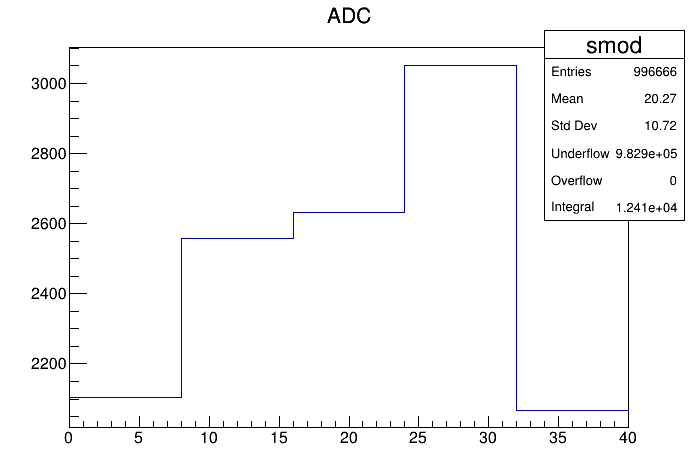 ADC
smod
Entries 996666
Mean 20.27
Std Dev 10.72
Underflow 9.829e+05
Overflow 0
Integral 1.241e+04
3000
2800
2600
2400
2200
0 5 10 15 20 25 30 35 40